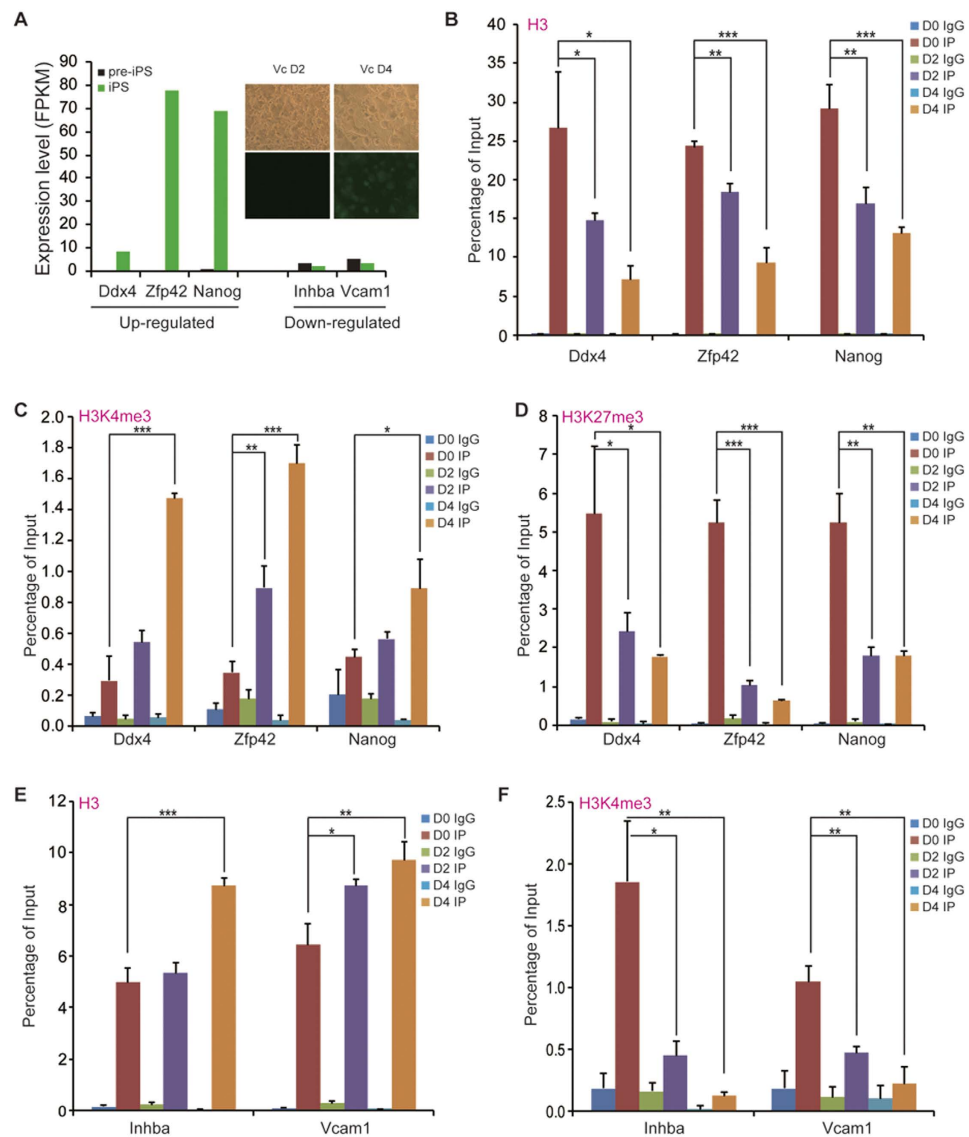 A
Expression level (FPKM)
90
80
70
60
50
40
30
20
10
0
pre-iPS
iPS
Vc D2 Vc D4
Ddx4 Zfp42 Nanog Inhba Vcam1
Up-regulated Down-regulated
B
H3
Percentage of Input
40
35
30
25
20
15
10
5
0
* *** ***
* ** **
D0 IgG
D0 IP
D2 IgG
D2 IP
D4 IgG
D4 IP
Ddx4 Zfp42 Nanog
C
H3K4me3
Percentage of Input
2.0
1.8
1.6
1.4
1.2
1.0
0.8
0.6
0.4
0.2
0.0
*** *** *
**
D0 IgG
D0 IP
D2 IgG
D2 IP
D4 IgG
D4 IP
Ddx4 Zfp42 Nanog
D
H3K27me3
Percentage of Input
8
7
6
5
4
3
2
1
0
* *** **
* *** **
D0 IgG
D0 IP
D2 IgG
D2 IP
D4 IgG
D4 IP
Ddx4 Zfp42 Nanog
E
H3
Percentage of Input
12
10
8
6
4
2
0
*** **
*
D0 IgG
D0 IP
D2 IgG
D2 IP
D4 IgG
D4 IP
Inhba Vcam1
F
H3K4me3
Percentage of Input
2.5
2.0
1.5
1.0
0.5
0.0
** **
* **
D0 IgG
D0 IP
D2 IgG
D2 IP
D4 IgG
D4 IP
Inhba Vcam1